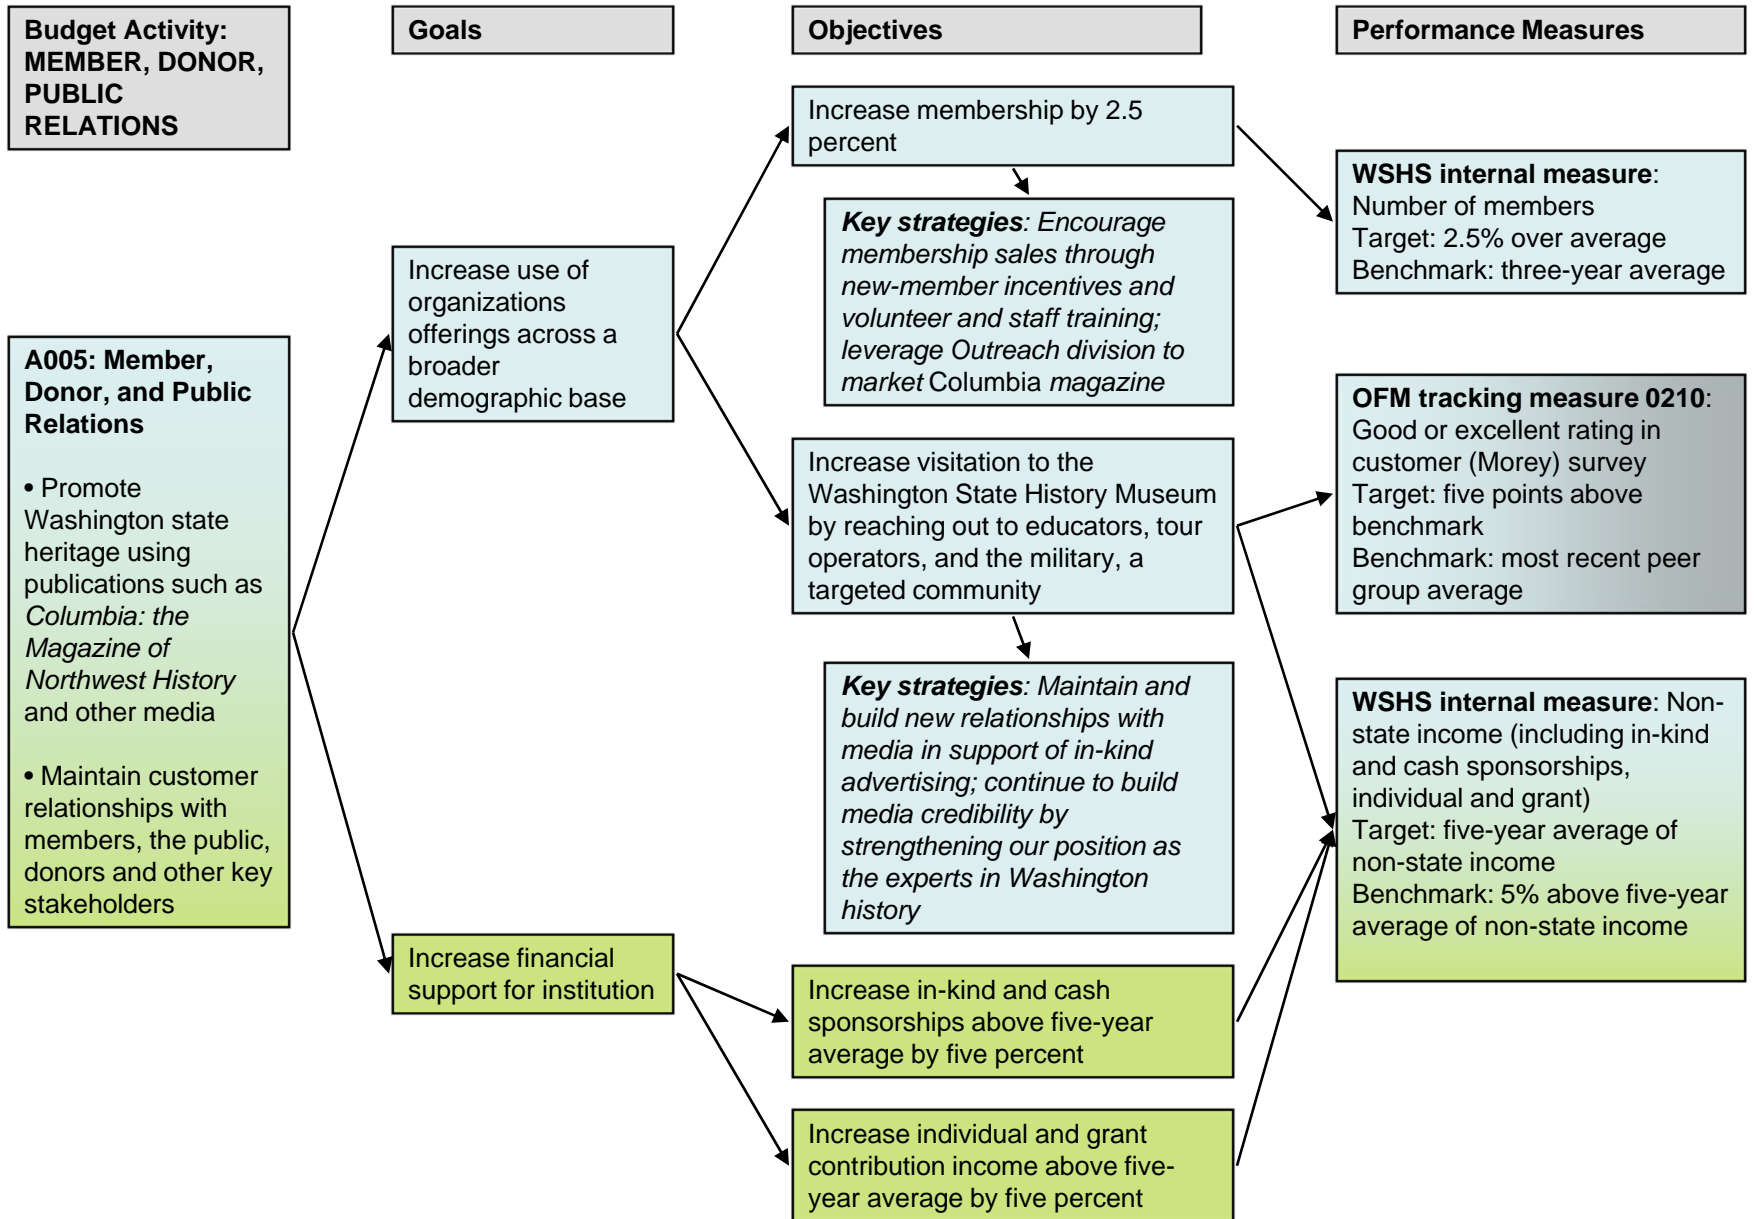 Budget Activity:
MEMBER, DONOR,
PUBLIC
RELATIONS
Goals
Objectives
Performance Measures
A005: Member,
Donor, and Public
Relations
• Promote
Washington state
heritage using
publications such as
Columbia: the
Magazine of
Northwest History
and other media
• Maintain customer
relationships with
members, the public,
donors and other key
stakeholders
Increase use of
organizations
offerings across a
broader
demographic base
Increase financial
support for institution
Increase membership by 2.5
percent
Key strategies: Encourage
membership sales through
new-member incentives and
volunteer and staff training;
leverage Outreach division to
market Columbia magazine
Increase visitation to the
Washington State History Museum
by reaching out to educators, tour
operators, and the military, a
targeted community
Key strategies: Maintain and
build new relationships with
media in support of in-kind
advertising; continue to build
media credibility by
strengthening our position as
the experts in Washington
history
Increase in-kind and cash
sponsorships above five-year
average by five percent
Increase individual and grant
contribution income above five-
year average by five percent
WSHS internal measure:
Number of members
Target: 2.5% over average
Benchmark: three-year average
OFM tracking measure 0210:
Good or excellent rating in
customer (Morey) survey
Target: five points above
benchmark
Benchmark: most recent peer
group average
WSHS internal measure: Non-
state income (including in-kind
and cash sponsorships,
individual and grant)
Target: five-year average of
non-state income
Benchmark: 5% above five-year
average of non-state income